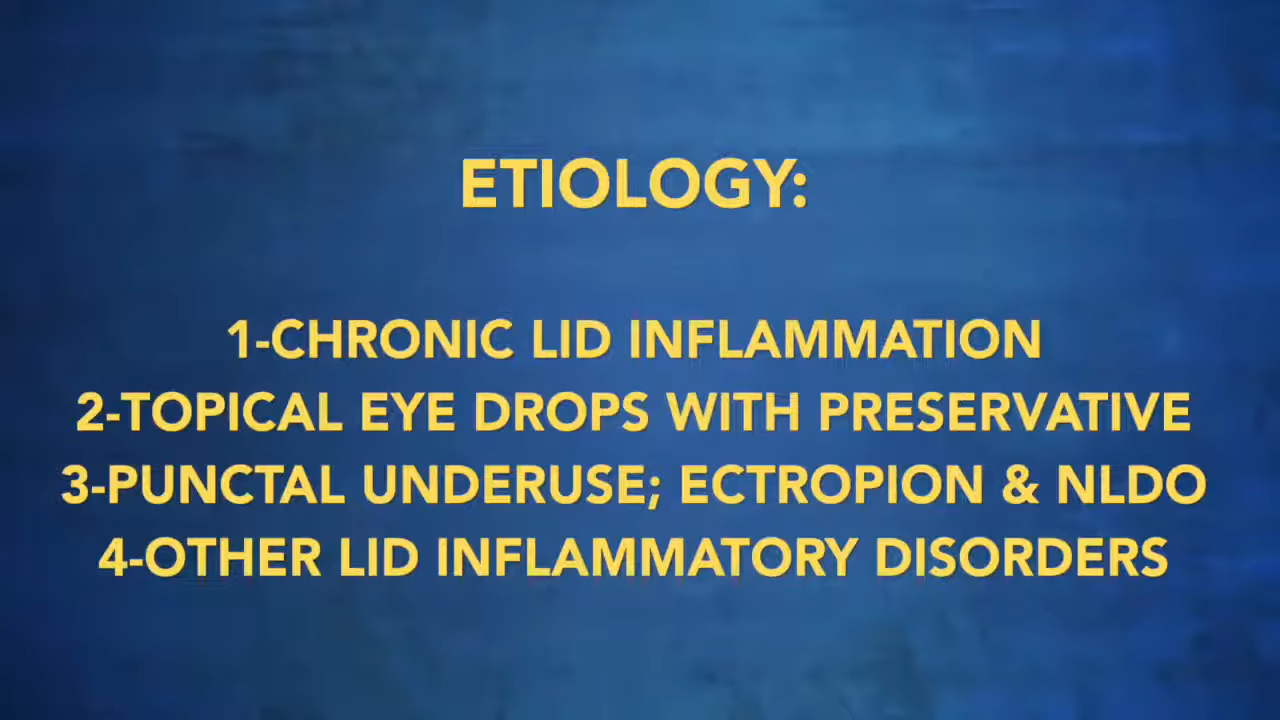 ETIOLOGY:
1-CHRONIC LID INFLAMMATION
2-TOPICAL EYE DROPS WITH PRESERVATIVE
3-PUNCTAL UNDERUSE; ECTROPION & NLDO
4-OTHER LID INFLAMMATORY DISORDERS